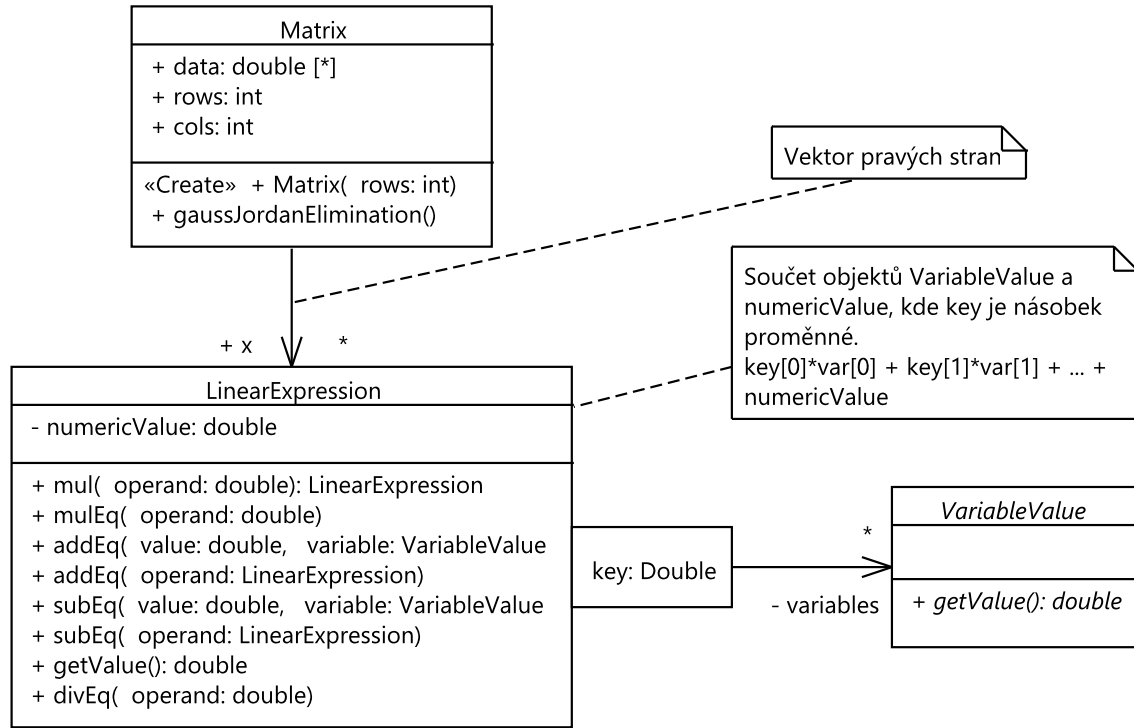 Matrix
+ data: double [*]
+ rows: int
+ cols: int
«Create» + Matrix( rows: int)
+ gaussJordanElimination()
Vektor pravých stran
Součet objektů VariableValue a
numericValue, kde key je násobek
proměnné.
key[0]*var[0] + key[1]*var[1] + ... +
numericValue
+ x
*
LinearExpression
- numericValue: double
+ mul( operand: double): LinearExpression
+ mulEq( operand: double)
+ addEq( value: double, variable: VariableValue
+ addEq( operand: LinearExpression)
+ subEq( value: double, variable: VariableValue
+ subEq( operand: LinearExpression)
+ getValue(): double
+ divEq( operand: double)
key: Double
*
- variables
VariableValue
+ getValue(): double